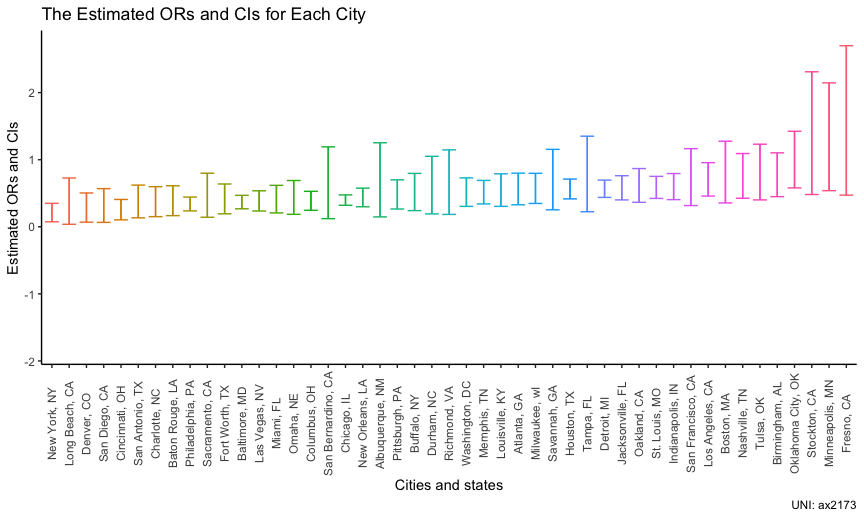 The Estimated ORs and CIs for Each City
Estimated ORs and CIs
2
1
0
-1
-2
New York, NY
Long Beach, CA
Denver, CO
San Diego, CA
Cincinnati, OH
San Antonio, TX
Charlotte, NC
Baton Rouge, LA
Philadelphia, PA
Sacramento, CA
Fort Worth, TX
Baltimore, MD
Las Vegas, NV
Miami, FL
Omaha, NE
Columbus, OH
San Bernardino, CA
Chicago, IL
New Orleans, LA
Albuquerque, NM
Pittsburgh, PA
Buffalo, NY
Durham, NC
Richmond, VA
Washington, DC
Memphis, TN
Louisville, KY
Atlanta, GA
Milwaukee, wI
Savannah, GA
Houston, TX
Tampa, FL
Detroit, MI
Jacksonville, FL
Oakland, CA
St. Louis, MO
Indianapolis, IN
San Francisco, CA
Los Angeles, CA
Boston, MA
Nashville, TN
Tulsa, OK
Birmingham, AL
Oklahoma City, OK
Stockton, CA
Minneapolis, MN
Fresno, CA
Cities and states
UNI: ax2173